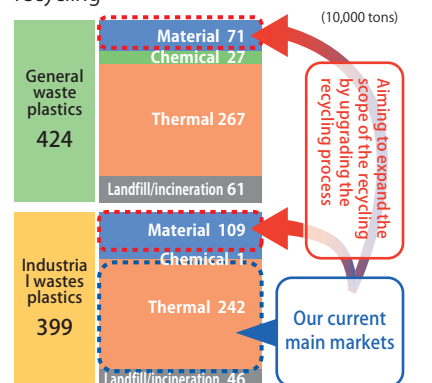 recycling
(10,000 tons)
General
waste
plastics
424
Material 71
Chemical 27
Thermal 267
Landfill/incineration 61
Industria
l wastes
plastics
399
Material 109
Chemical 1
Thermal 242
Landfill/incineration 46
Aiming to expand the
scope of the recycling
by upgrading the
recycling process
Our current
main markets